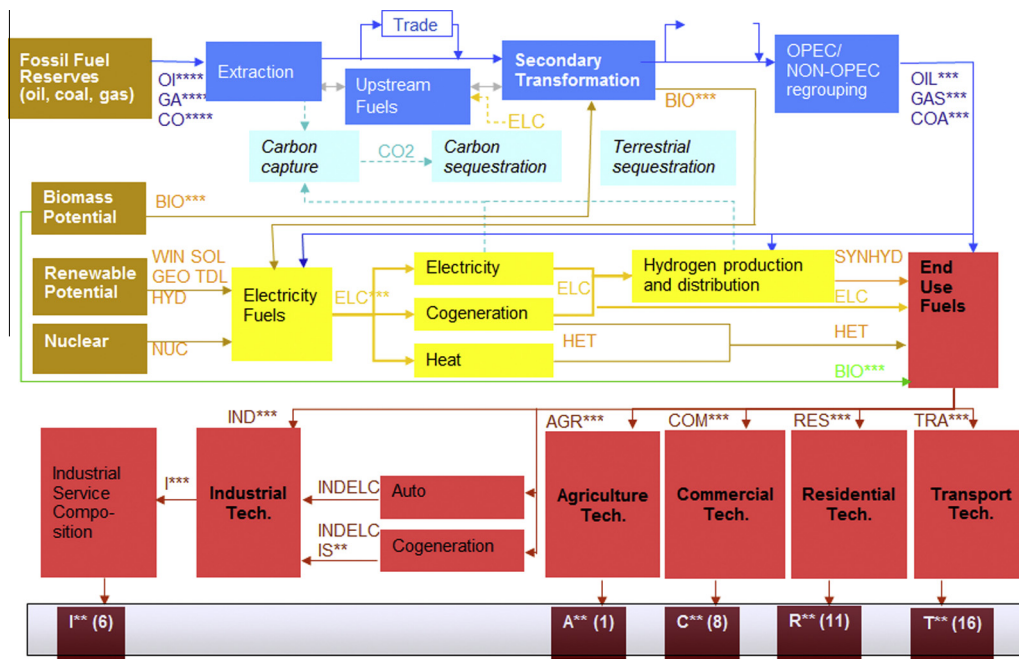 Trade
Fossil Fuel
Reserves
(oil, coal, gas)
OI****
GA****
CO****
Extraction
Upstream
Fuels
Secondary
Transformation
OPEC/
NON-OPEC
regrouping
OIL***
GAS***
COA***
BIO***
ELC
Carbon
capture
CO2
Carbon
sequestration
Terrestrial
sequestration
Biomass
Potential
BIO***
Renewable
Potential
WIN SOL
GEO TDL
HYD
Nuclear
NUC
Electricity
Fuels
ELC***
Electricity
Cogeneration
Heat
ELC
HET
Hydrogen production
and distribution
SYNHYD
ELC
HET
BIO***
End
Use
Fuels
IND***
AGR***
COM***
RES***
TRA***
Industrial
Service
Compo-
sition
I***
Industrial
Tech.
INDELC
Auto
INDELC
IS**
Cogeneration
Agriculture
Tech.
Commercial
Tech.
Residential
Tech.
Transport
Tech.
I** (6)
A** (1)
C** (8)
R** (11)
T** (16)